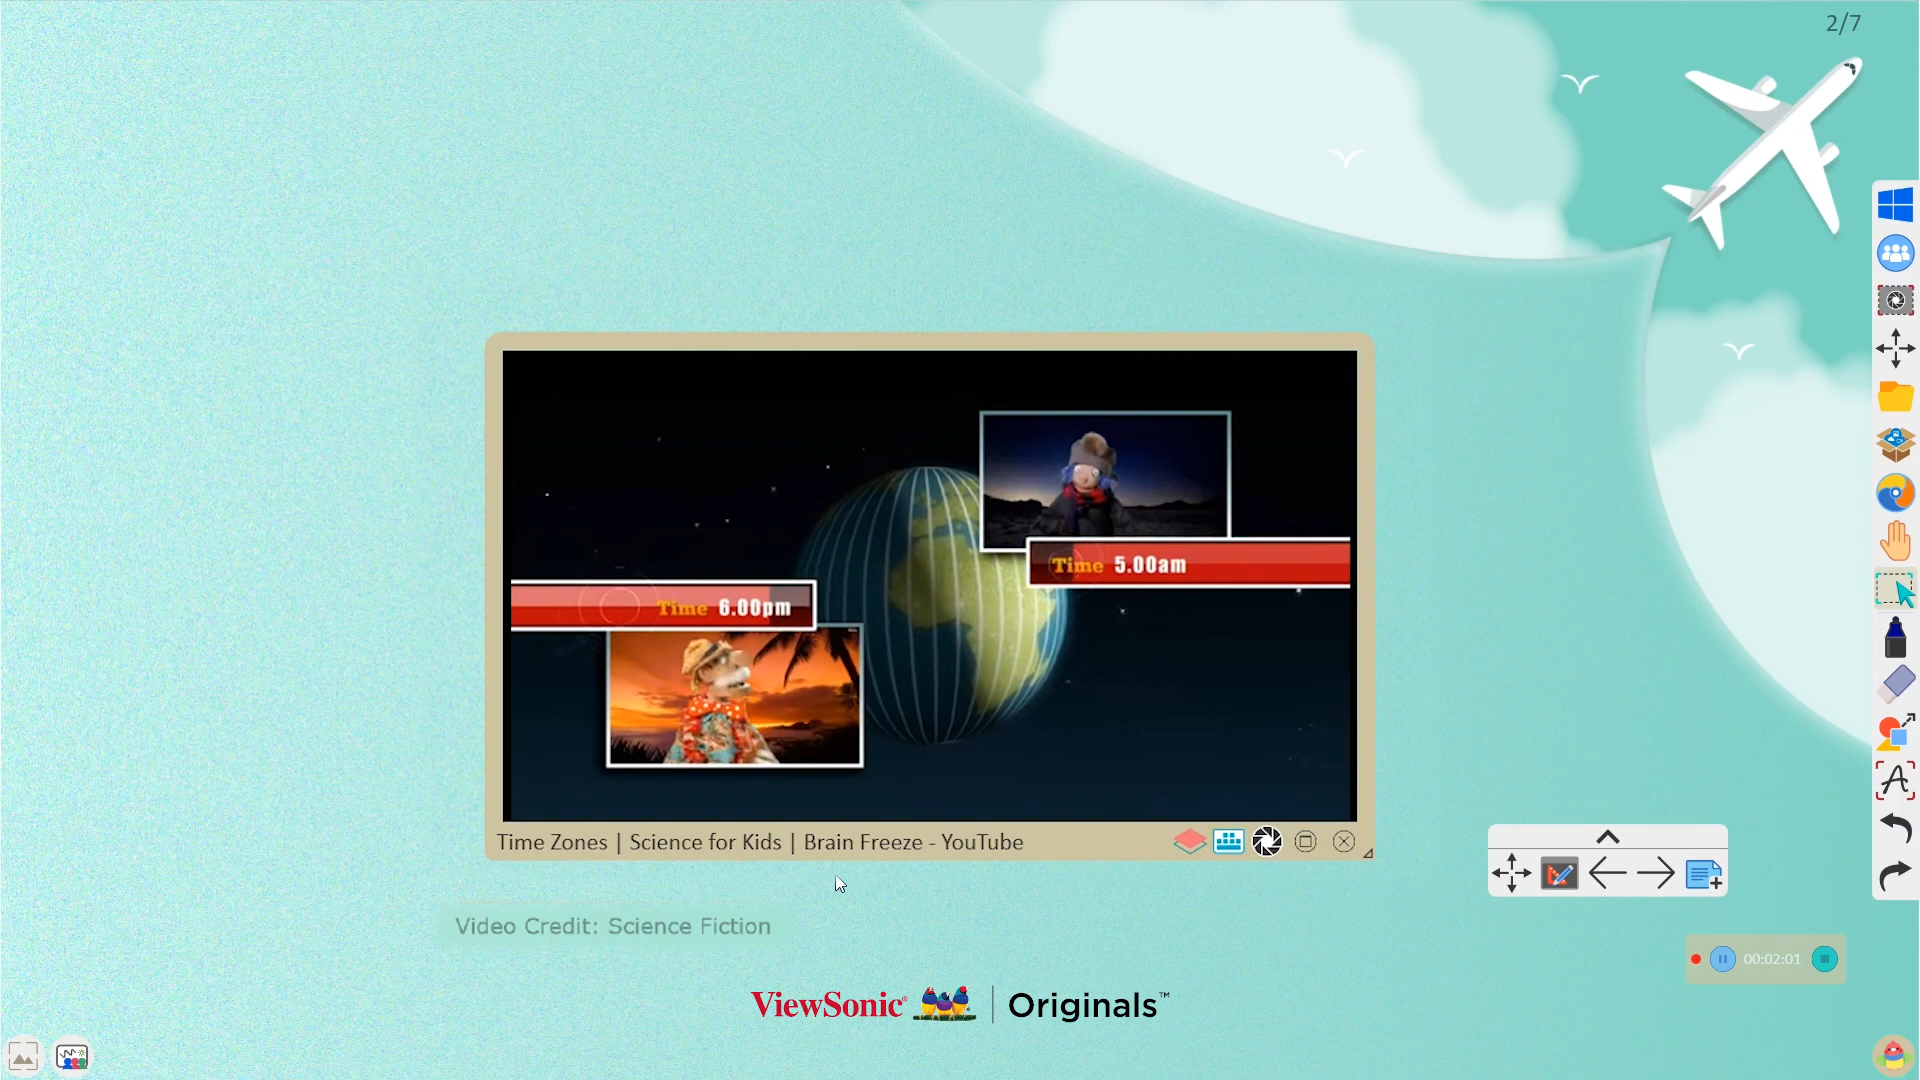 2/7
Time 5.00am
Time 6.00pm
Time Zones | Science for Kids | Brain Freeze - YouTube
Video Credit: Science Fiction
00:02:01
ViewSonic® | Originals™